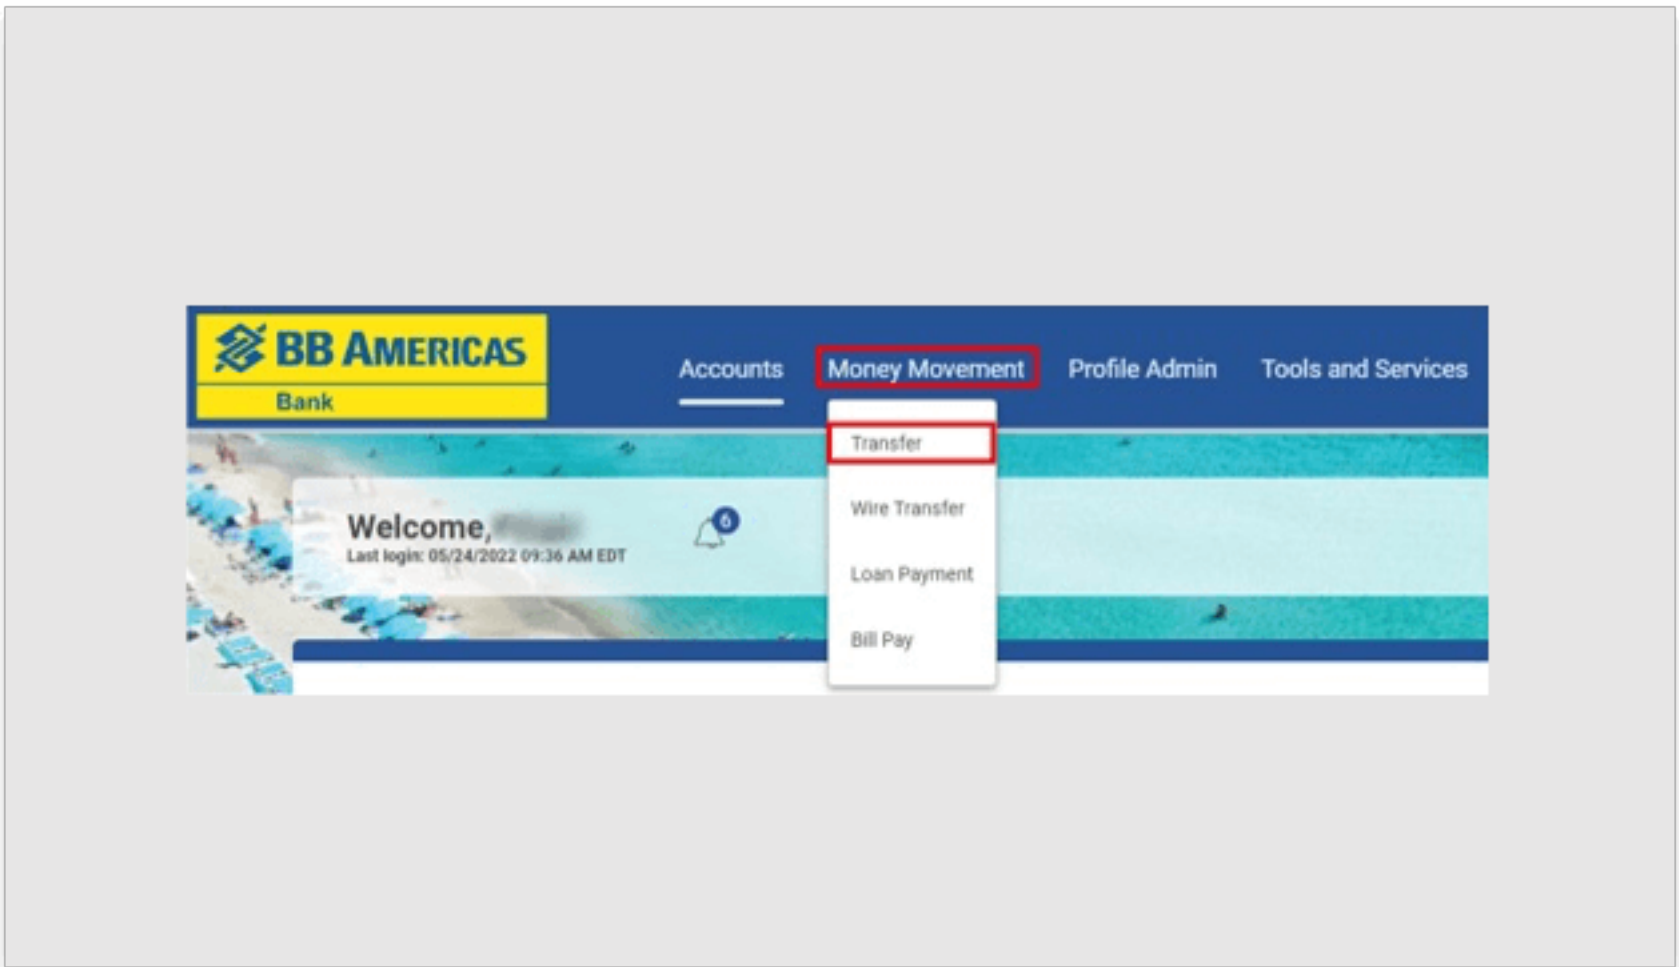 BB AMERICAS
Bank
Accounts
Money Movement
Profile Admin
Tools and Services
Transfer
Wire Transfer
Loan Payment
Bill Pay
Welcome,
Last login: 05/24/2022 09:36 AM EDT
6